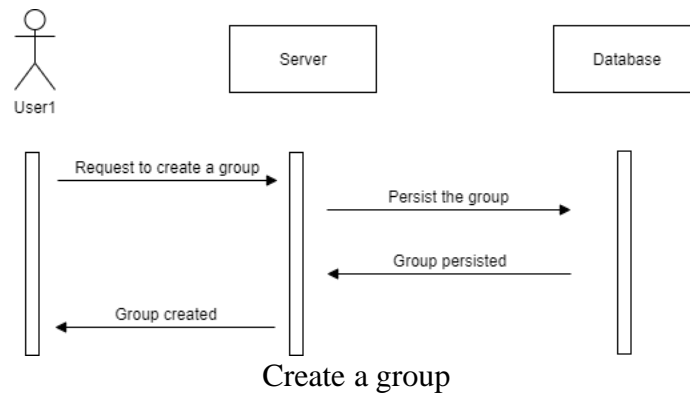 Server
Database
User1
Request to create a group
Persist the group
Group persisted
Group created
Create a group